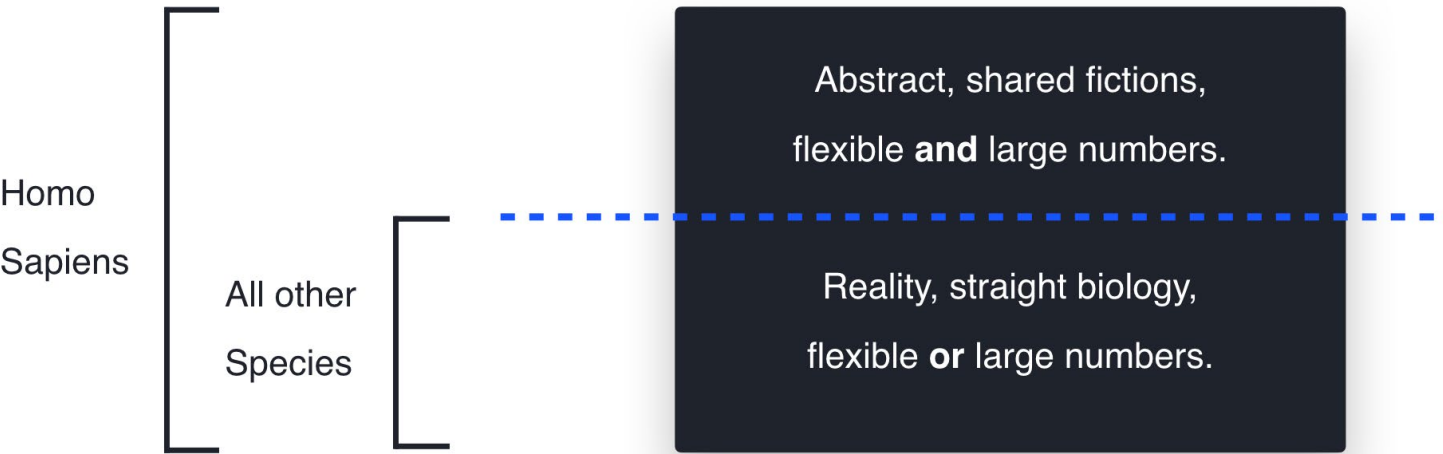 Homo
Sapiens
All other
Species
Abstract, shared fictions,
flexible and large numbers.
Reality, straight biology,
flexible or large numbers.